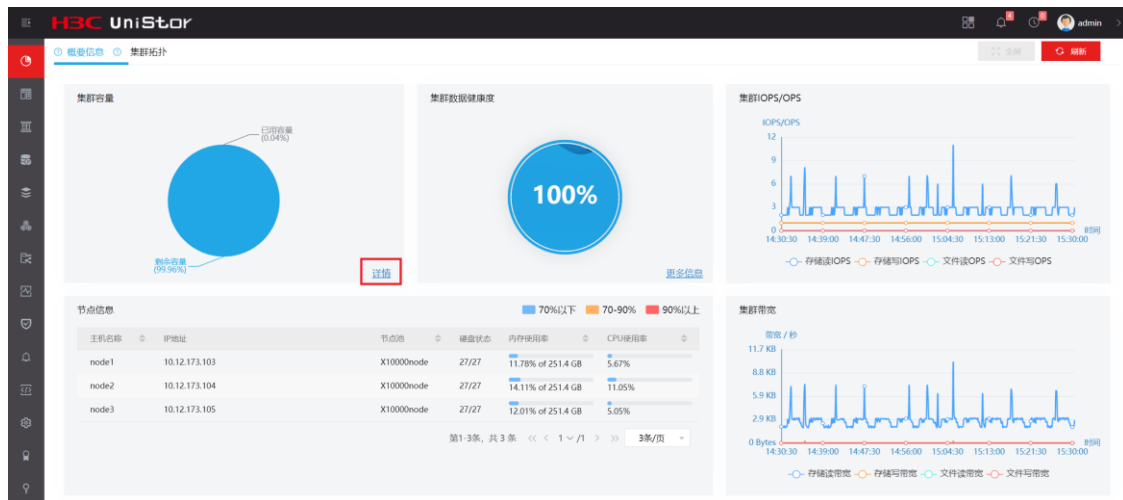 H3C UniStor
4
8
admin
概要信息 集群拓扑
全屏
刷新
集群容量
已用容量
(0.04%)
剩余容量
(99.96%)
详情
集群数据健康度
100%
更多信息
集群IOPS/OPS
IOPS/OPS
12
9
6
3
0
时间
14:30:30 14:39:00 14:47:30 14:56:00 15:04:30 15:13:00 15:21:30 15:30:00
存储读IOPS 存储写IOPS 文件读OPS 文件写OPS
节点信息
70%以下 70-90% 90%以上
主机名称 IP地址 节点池 硬盘状态 内存使用率 CPU使用率
node1 10.12.173.103 X10000node 27/27 11.78% of 251.4 GB 5.67%
node2 10.12.173.104 X10000node 27/27 14.11% of 251.4 GB 11.05%
node3 10.12.173.105 X10000node 27/27 12.01% of 251.4 GB 5.05%
第1-3条, 共 3 条 << < 1 /1 > >> 3条/页
集群带宽
带宽 / 秒
11.7 KB
8.8 KB
5.9 KB
2.9 KB
0 Bytes
时间
14:30:30 14:39:00 14:47:30 14:56:00 15:04:30 15:13:00 15:21:30 15:30:00
存储读带宽 存储写带宽 文件读带宽 文件写带宽